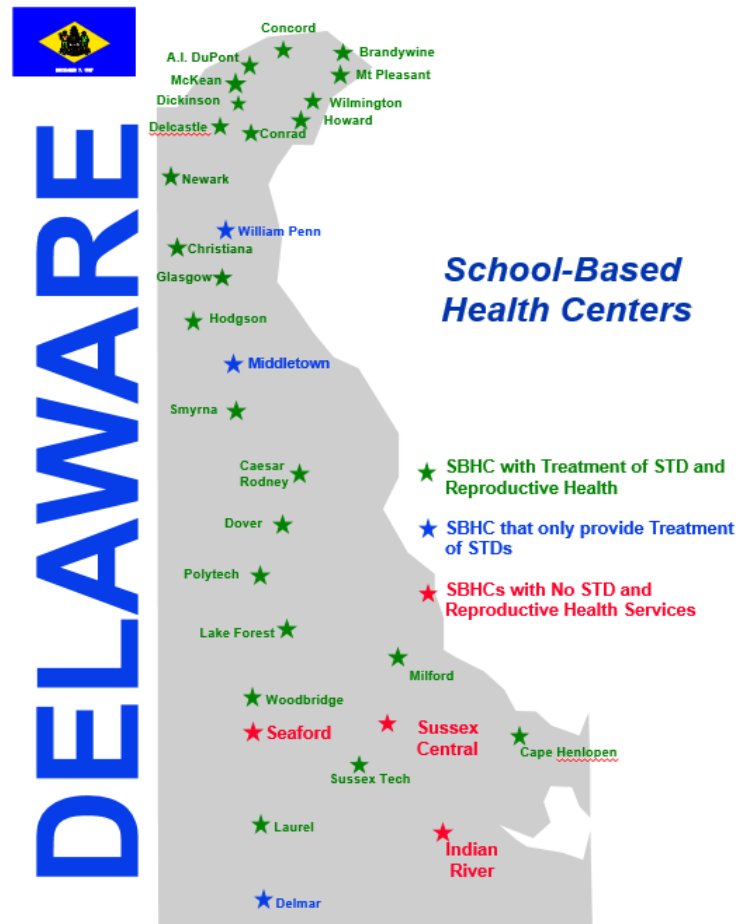 DELAWARE
Concord
Brandywine
A.I. DuPont
Mt Pleasant
McKean
Dickinson
Wilmington
Howard
Delcastle
Conrad
Newark
William Penn
Christiana
Glasgow
School-Based
Health Centers
Hodgson
Middletown
Smyrna
Caesar
Rodney
SBHC with Treatment of STD and
Reproductive Health
Dover
SBHC that only provide Treatment
of STDs
Polytech
SBHCs with No STD and
Reproductive Health Services
Lake Forest
Milford
Woodbridge
Seaford
Sussex
Central
Cape Henlopen
Sussex Tech
Laurel
Indian
River
Delmar